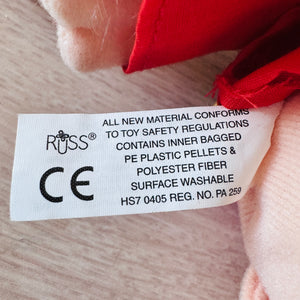 RUSS®
CE
ALL NEW MATERIAL CONFORMS
TO TOY SAFETY REGULATIONS
CONTAINS INNER BAGGED
PE PLASTIC PELLETS &
POLYESTER FIBER
SURFACE WASHABLE
HS7 0405 REG. NO. PA 259